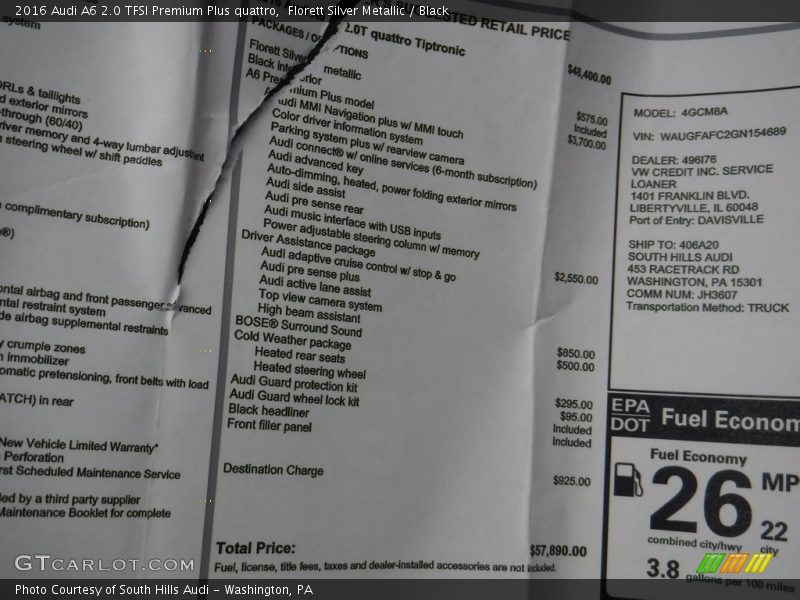 2016 Audi A6 2.0 TFSI Premium Plus quattro, Florett Silver Metallic / Black
system
DRLs & taillights
d exterior mirrors
-through (60/40)
river memory and 4-way lumbar adjustment
n steering wheel w/ shift paddles
complimentary subscription)
ontal airbag and front passenger advanced
ntal restraint system
de airbag supplemental restraints
y crumple zones
n immobilizer
omatic pretensioning, front belts with load
ATCH) in rear
New Vehicle Limited Warranty*
Perforation
rst Scheduled Maintenance Service
ded by a third party supplier
Maintenance Booklet for complete
SUGGESTED RETAIL PRICE
2.0T quattro Tiptronic $48,400.00
PACKAGES / OPTIONS
Florett Silver metallic $575.00
Black interior Included
A6 Premium Plus model $3,700.00
Audi MMI Navigation plus w/ MMI touch
Color driver information system
Parking system plus w/ rearview camera
Audi connect® w/ online services (6-month subscription)
Audi advanced key
Auto-dimming, heated, power folding exterior mirrors
Audi side assist
Audi pre sense rear
Audi music interface with USB inputs
Power adjustable steering column w/ memory
Driver Assistance package $2,550.00
Audi adaptive cruise control w/ stop & go
Audi pre sense plus
Audi active lane assist
Top view camera system
High beam assistant
BOSE® Surround Sound $850.00
Cold Weather package $500.00
Heated rear seats
Heated steering wheel
Audi Guard protection kit $295.00
Audi Guard wheel lock kit $95.00
Black headliner Included
Front filler panel Included
Destination Charge $925.00
Total Price: $57,890.00
Fuel, license, title fees, taxes and dealer-installed accessories are not included.
MODEL: 4GCM8A
VIN: WAUGFAFC2GN154689
DEALER: 496I76
VW CREDIT INC. SERVICE
LOANER
1401 FRANKLIN BLVD.
LIBERTYVILLE, IL 60048
Port of Entry: DAVISVILLE
SHIP TO: 406A20
SOUTH HILLS AUDI
453 RACETRACK RD
WASHINGTON, PA 15301
COMM NUM: JH3607
Transportation Method: TRUCK
EPA
DOT
Fuel Econom
Fuel Economy
26 MP
22
combined city/hwy city
3.8 gallons per 100 miles
GTcarlot.com
Photo Courtesy of South Hills Audi - Washington, PA